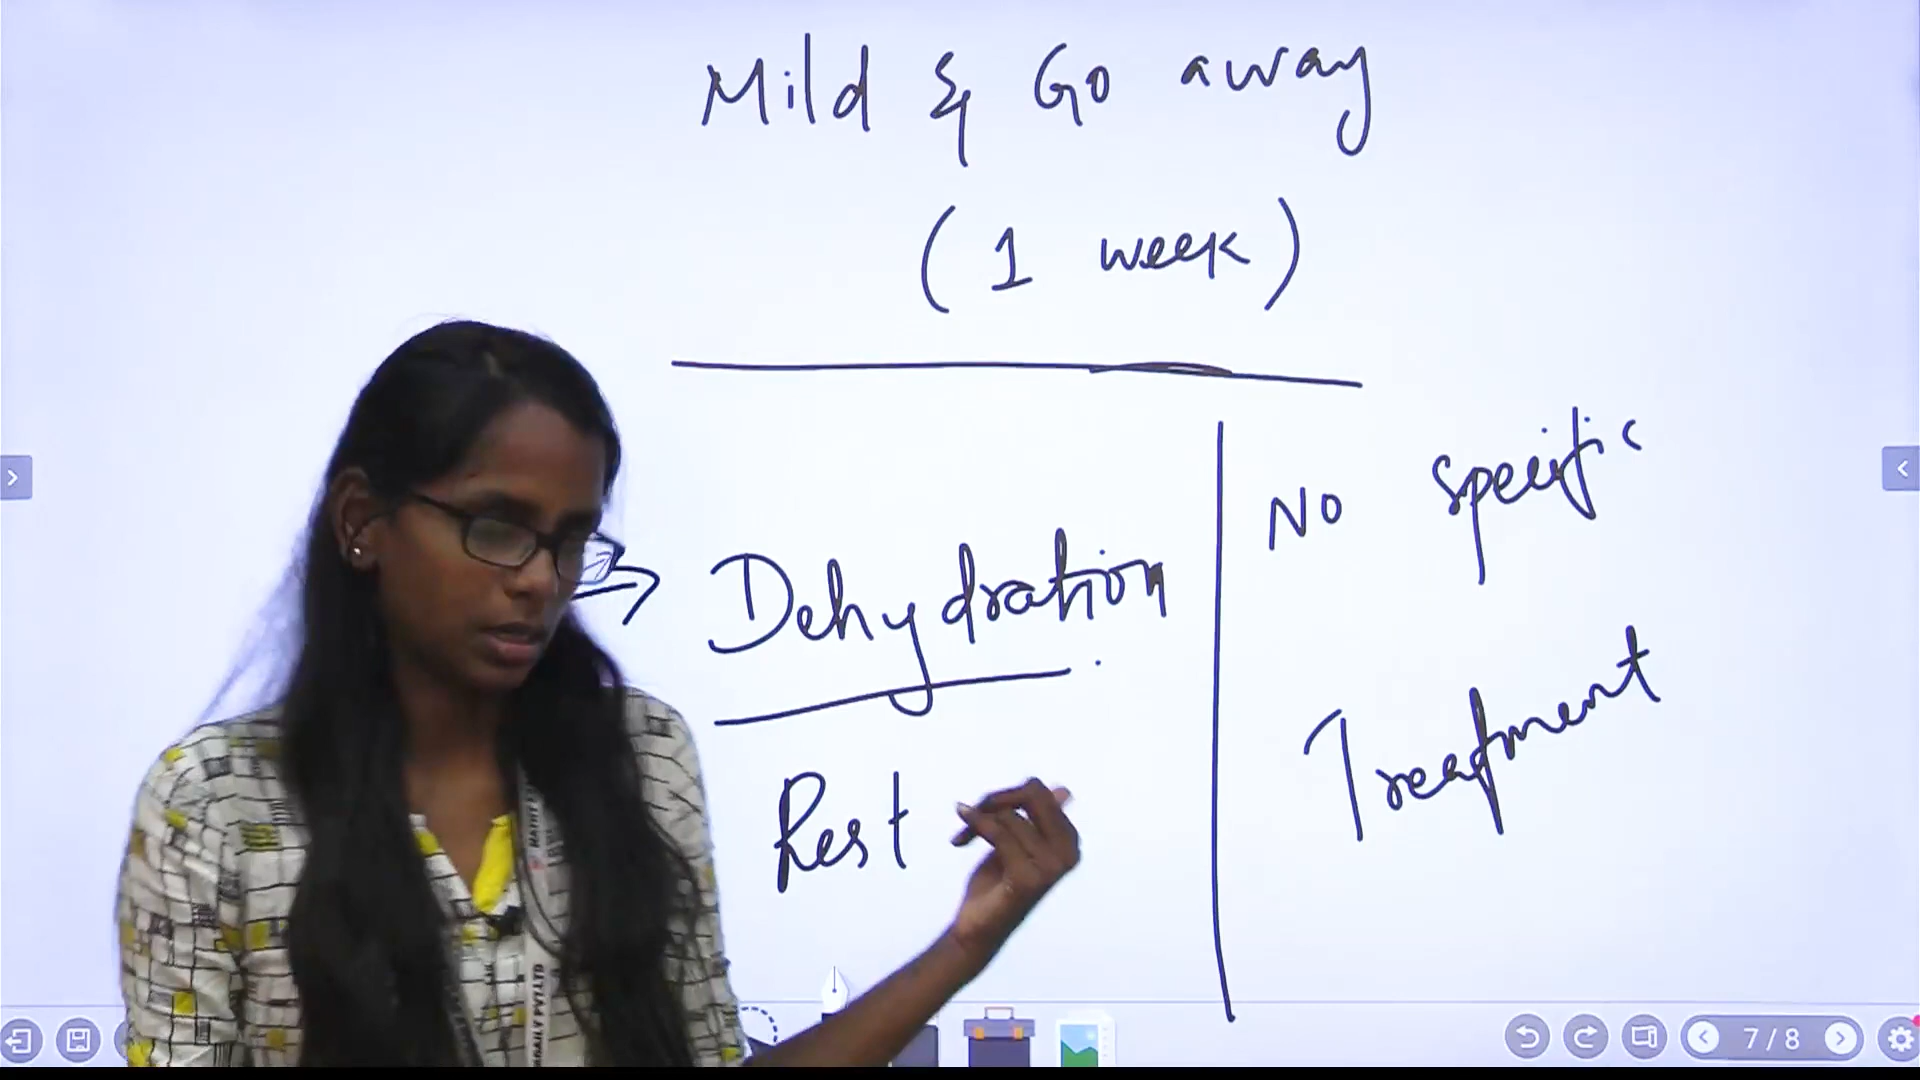 Mild & Go away
(1 week)
Dehydration
Rest
No specific
Treatment
7/8